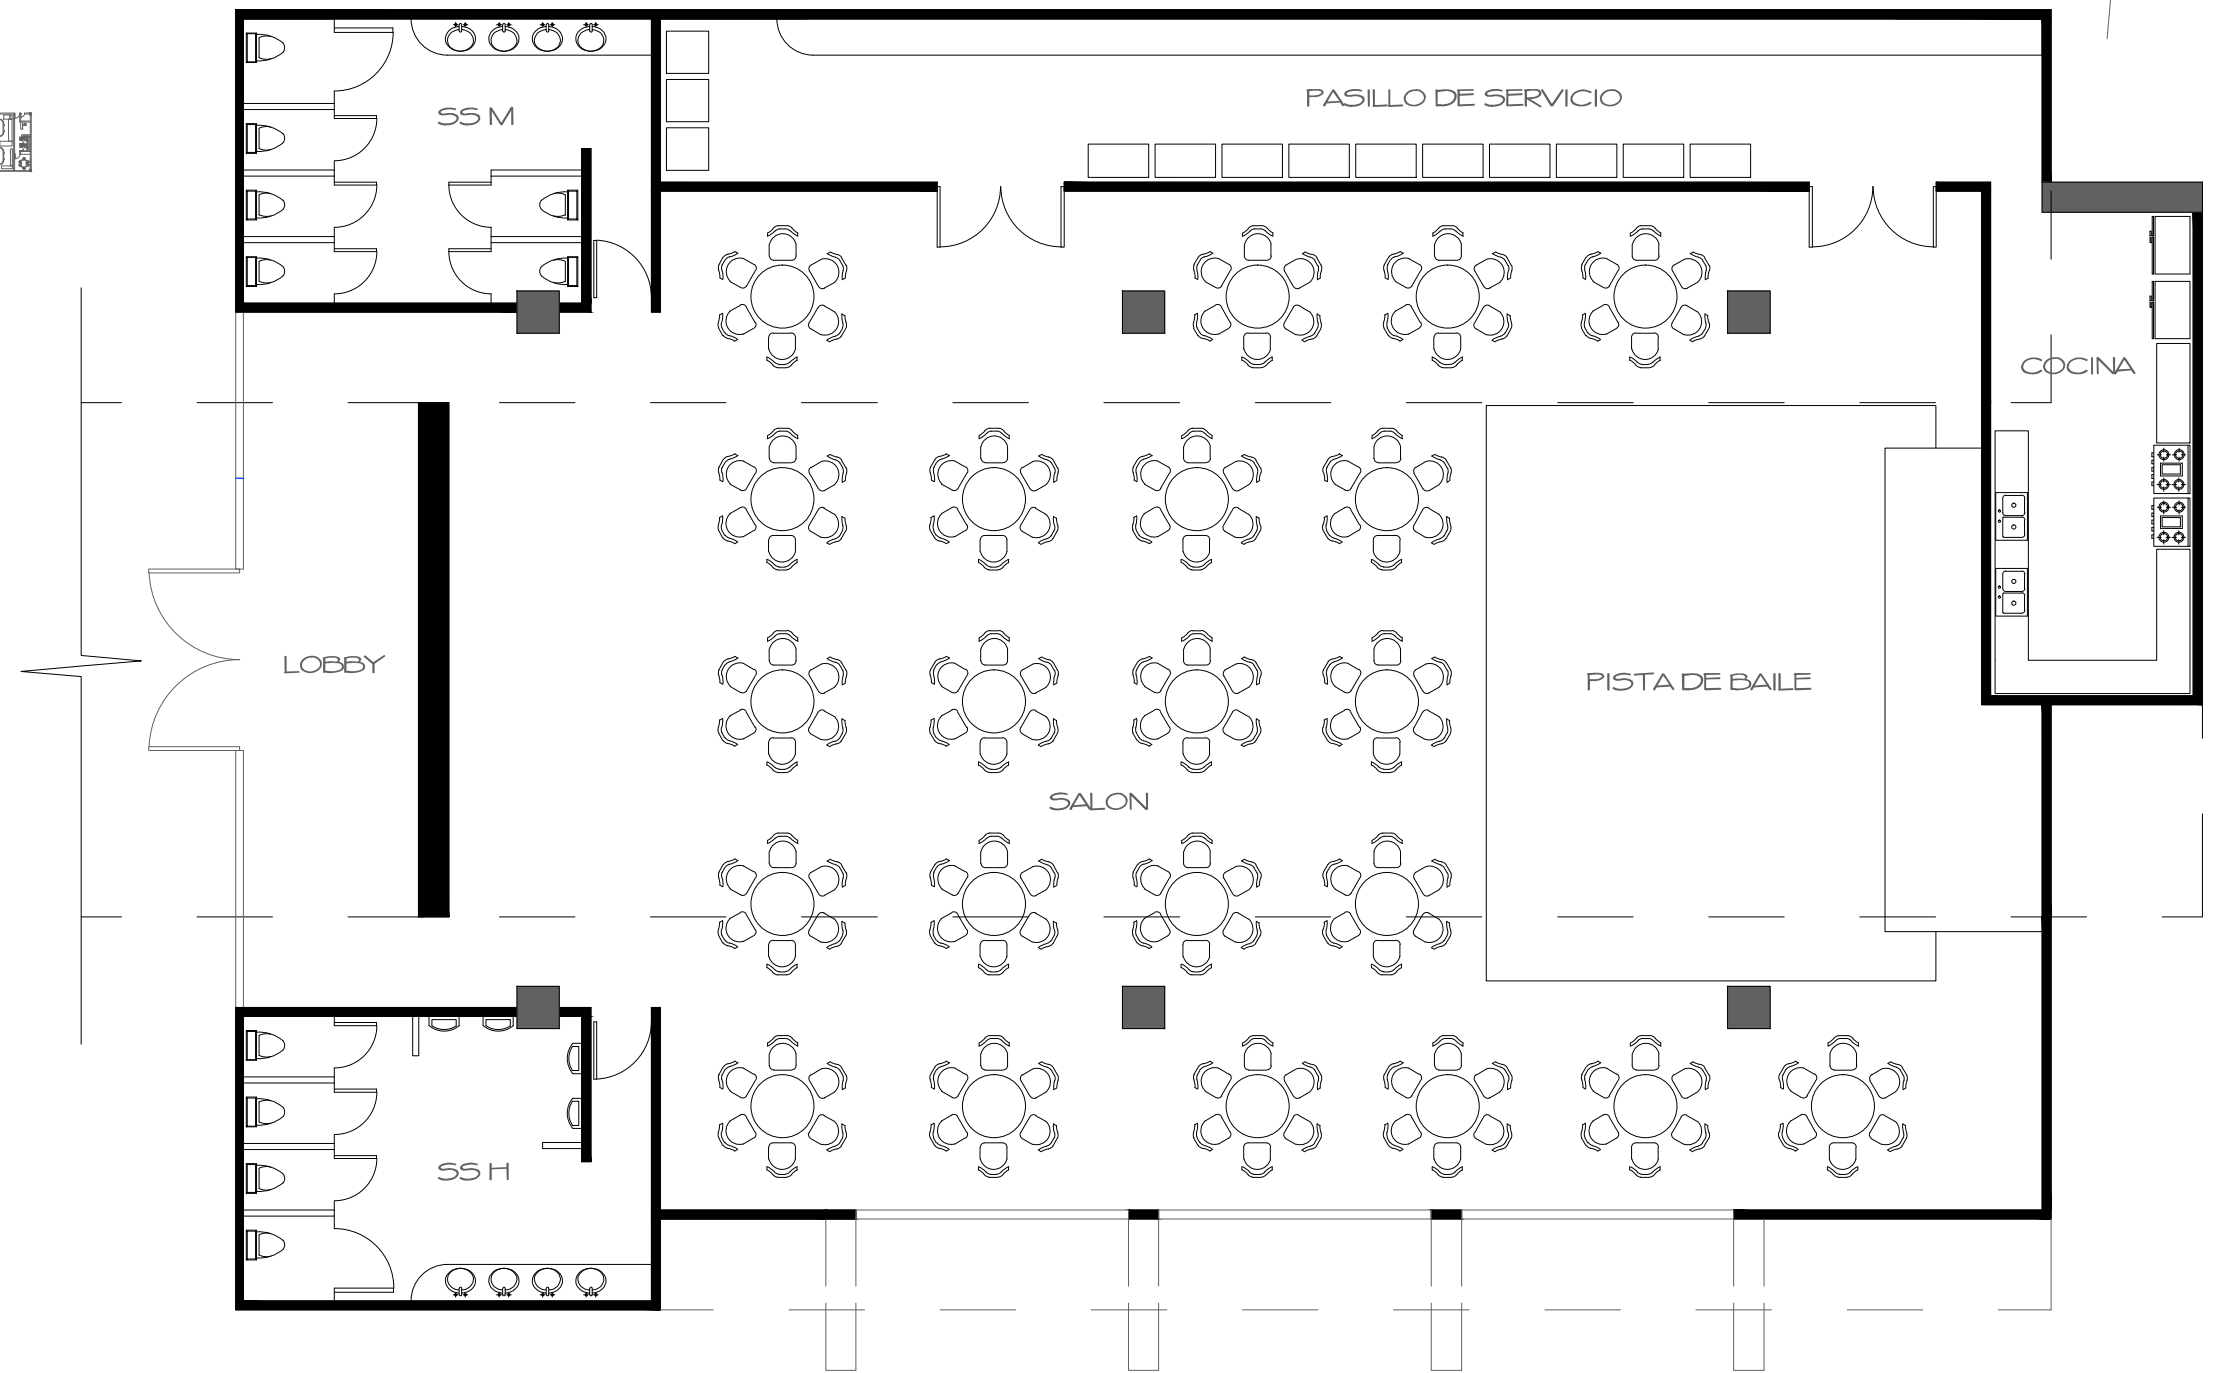 SS M
PASILLO DE SERVICIO
COCINA
LOBBY
PISTA DE BAILE
SALON
SS H